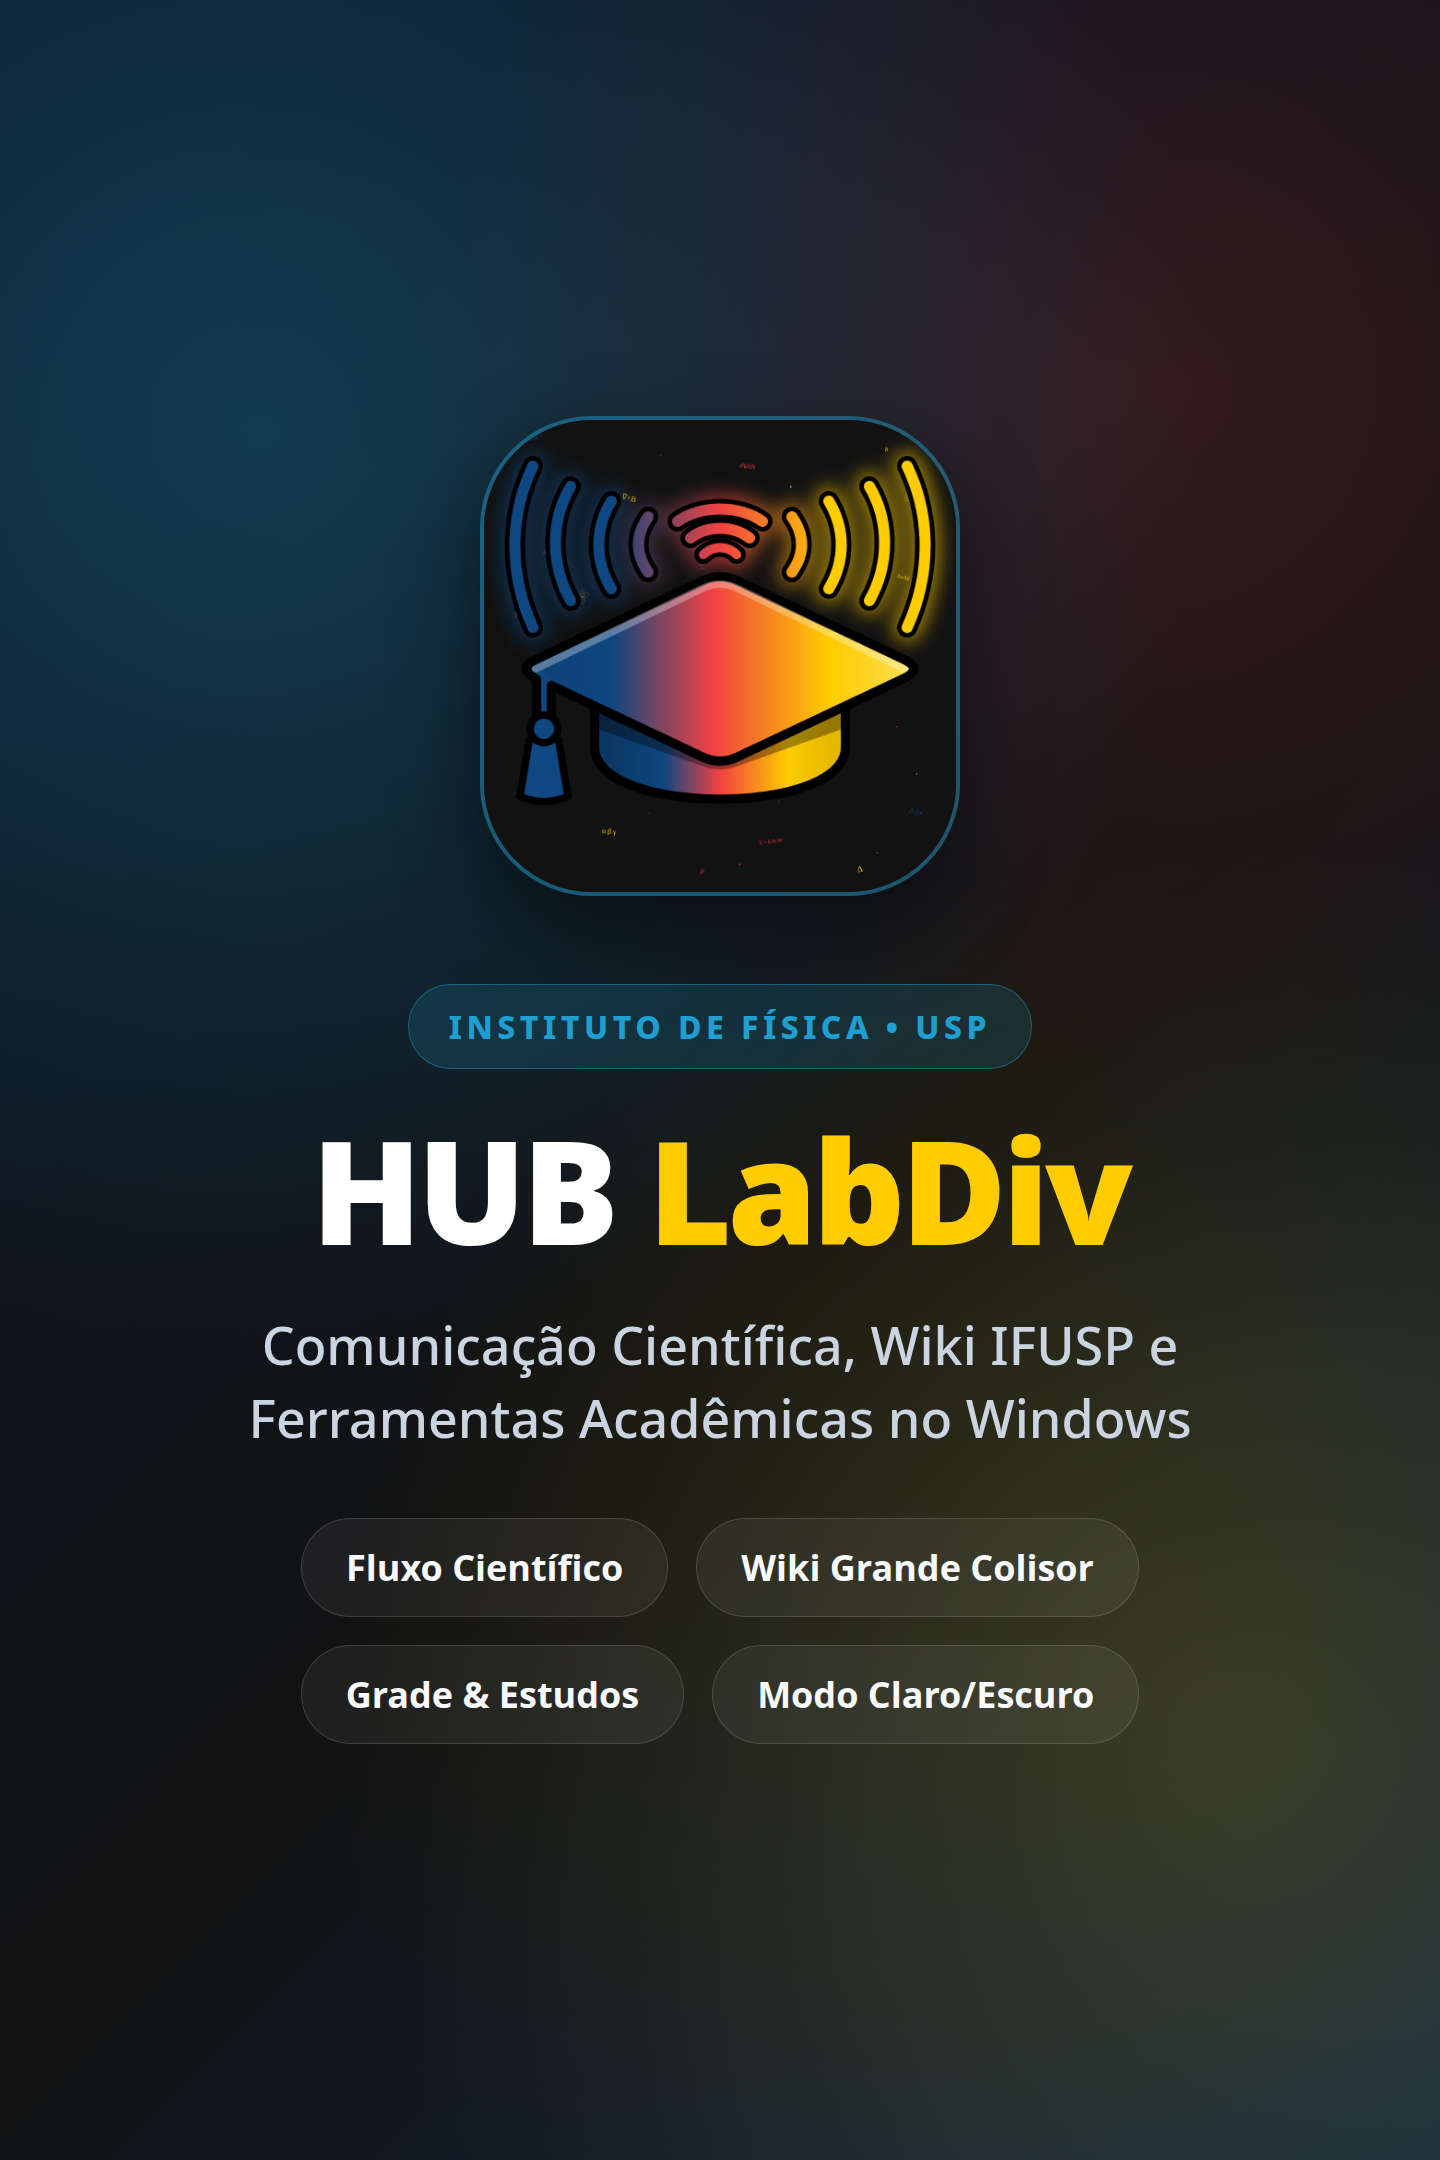 INSTITUTO DE FÍSICA • USP
HUB LabDiv
Comunicação Científica, Wiki IFUSP e
Ferramentas Acadêmicas no Windows
Fluxo Científico
Wiki Grande Colisor
Grade & Estudos
Modo Claro/Escuro